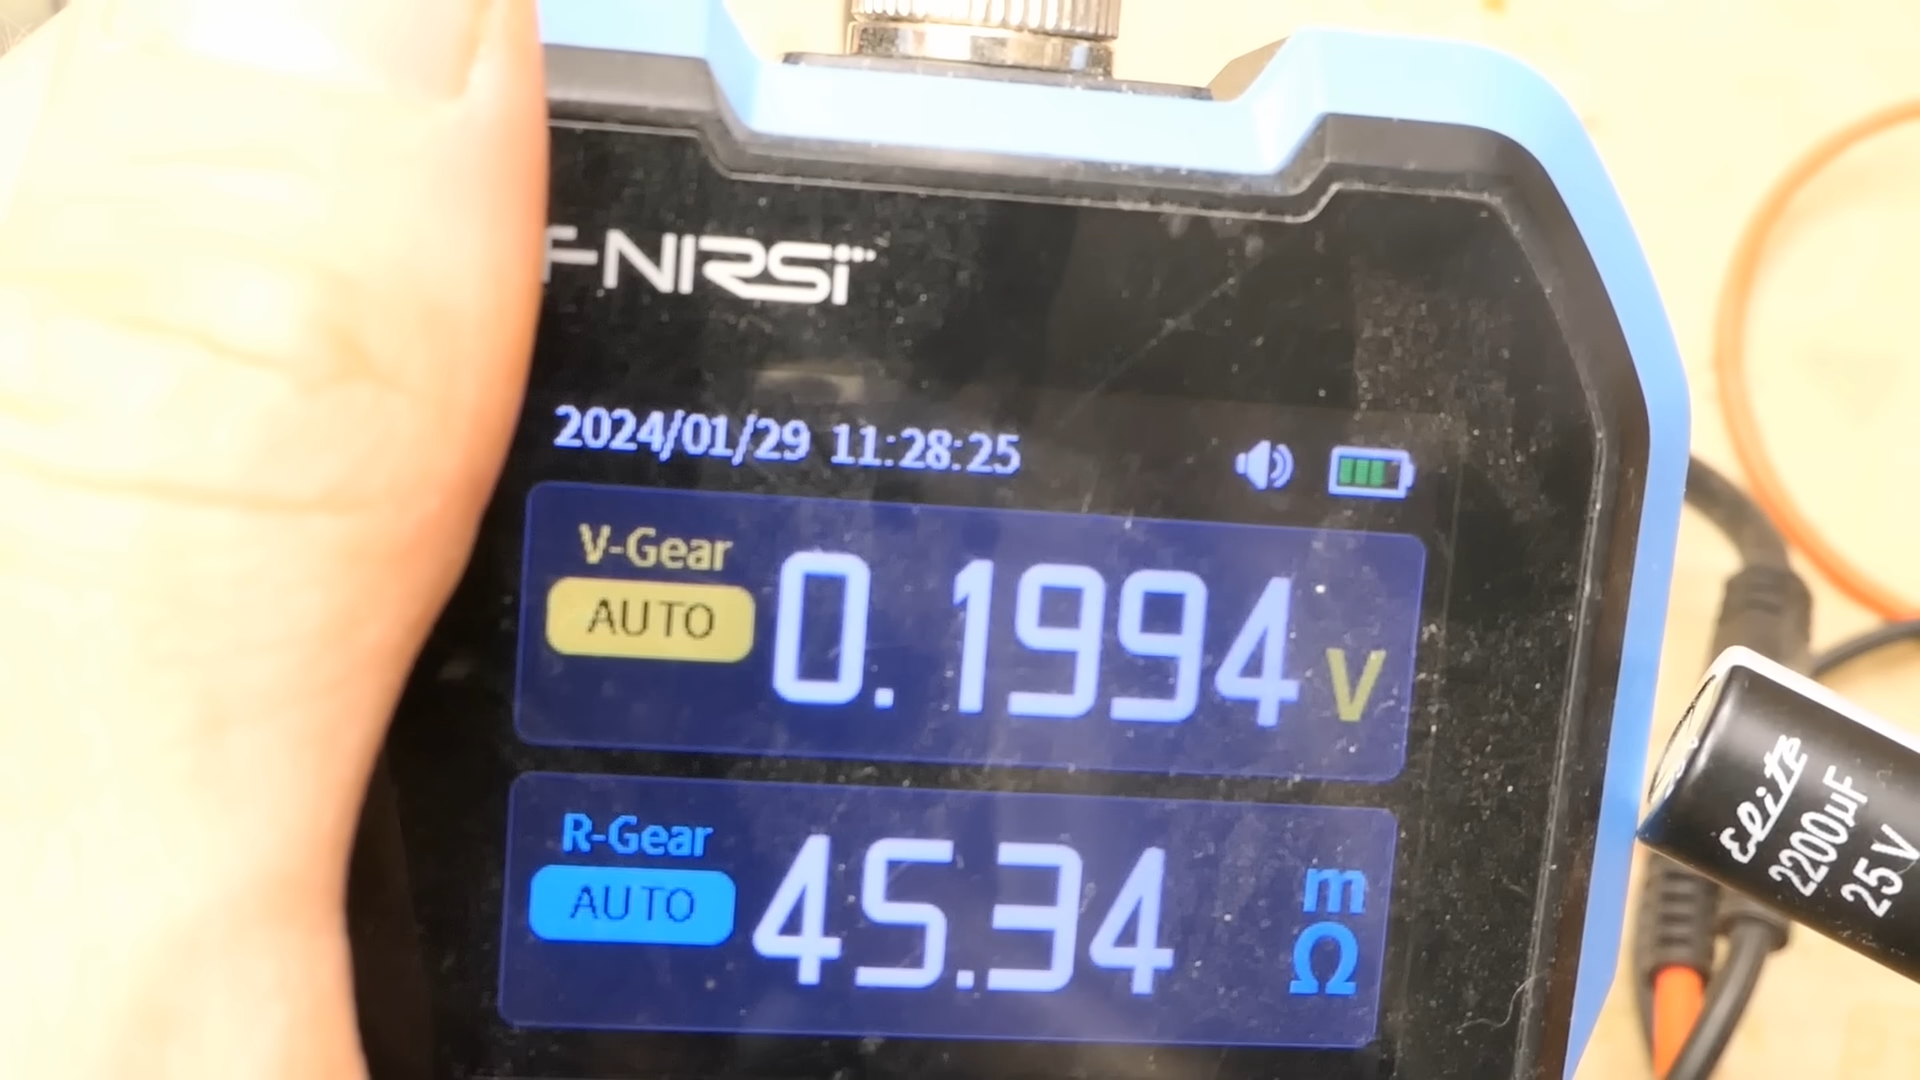 FNIRSI
2024/01/29 11:28:25
V-Gear
AUTO
0.1994 V
R-Gear
AUTO
45.34 mΩ
Elite
2200µF
25V